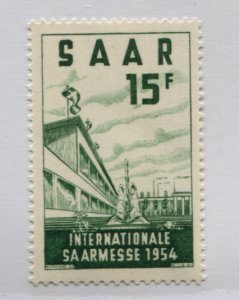 SAAR
15F
INTERNATIONALE
SAARMESSE 1954